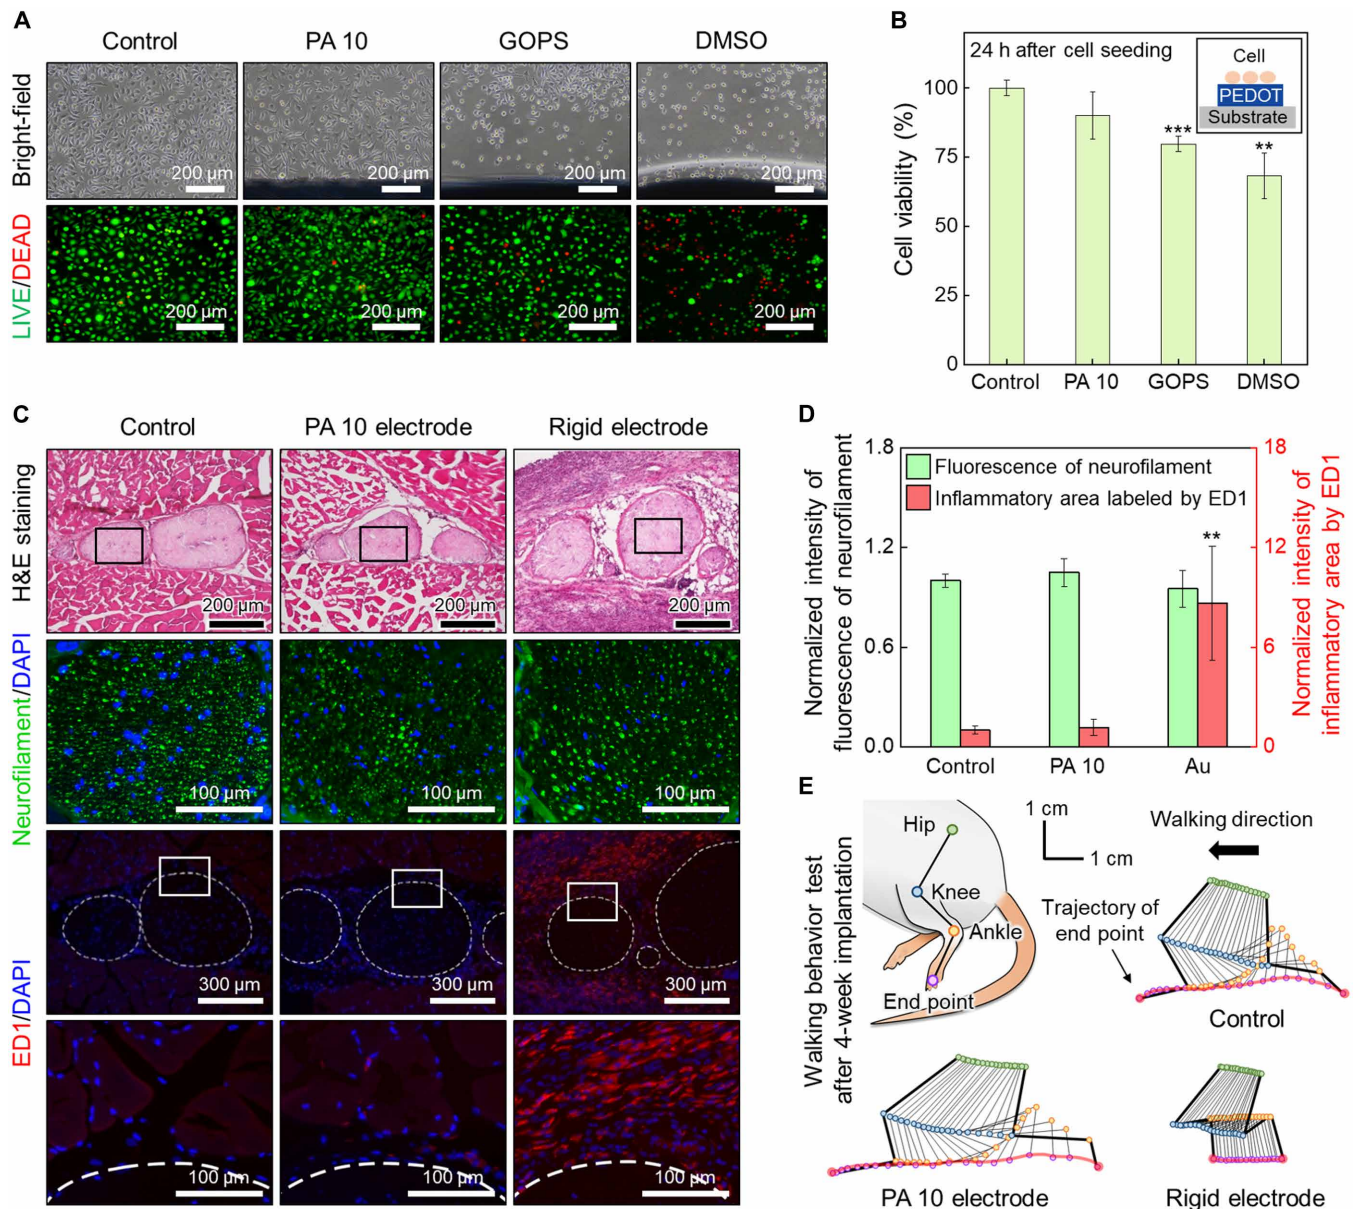 A
Control
PA 10
GOPS
DMSO
Bright-field
200 µm
200 µm
200 µm
200 µm
LIVE/DEAD
200 µm
200 µm
200 µm
200 µm
B
24 h after cell seeding
Cell
PEDOT
Substrate
Cell viability (%)
100
75
50
25
0
***
**
Control
PA 10
GOPS
DMSO
C
Control
PA 10 electrode
Rigid electrode
H&E staining
200 µm
200 µm
200 µm
Neurofilament/DAPI
100 µm
100 µm
100 µm
ED1/DAPI
300 µm
300 µm
300 µm
100 µm
100 µm
100 µm
D
Normalized intensity of
fluorescence of neurofilament
1.8
1.2
0.6
0.0
Fluorescence of neurofilament
Inflammatory area labeled by ED1
**
18
12
6
0
Normalized intensity of
inflammatory area by ED1
Control
PA 10
Au
E
Walking behavior test
after 4-week implantation
Hip
Knee
Ankle
End point
1 cm
1 cm
Walking direction
Trajectory of
end point
Control
PA 10 electrode
Rigid electrode